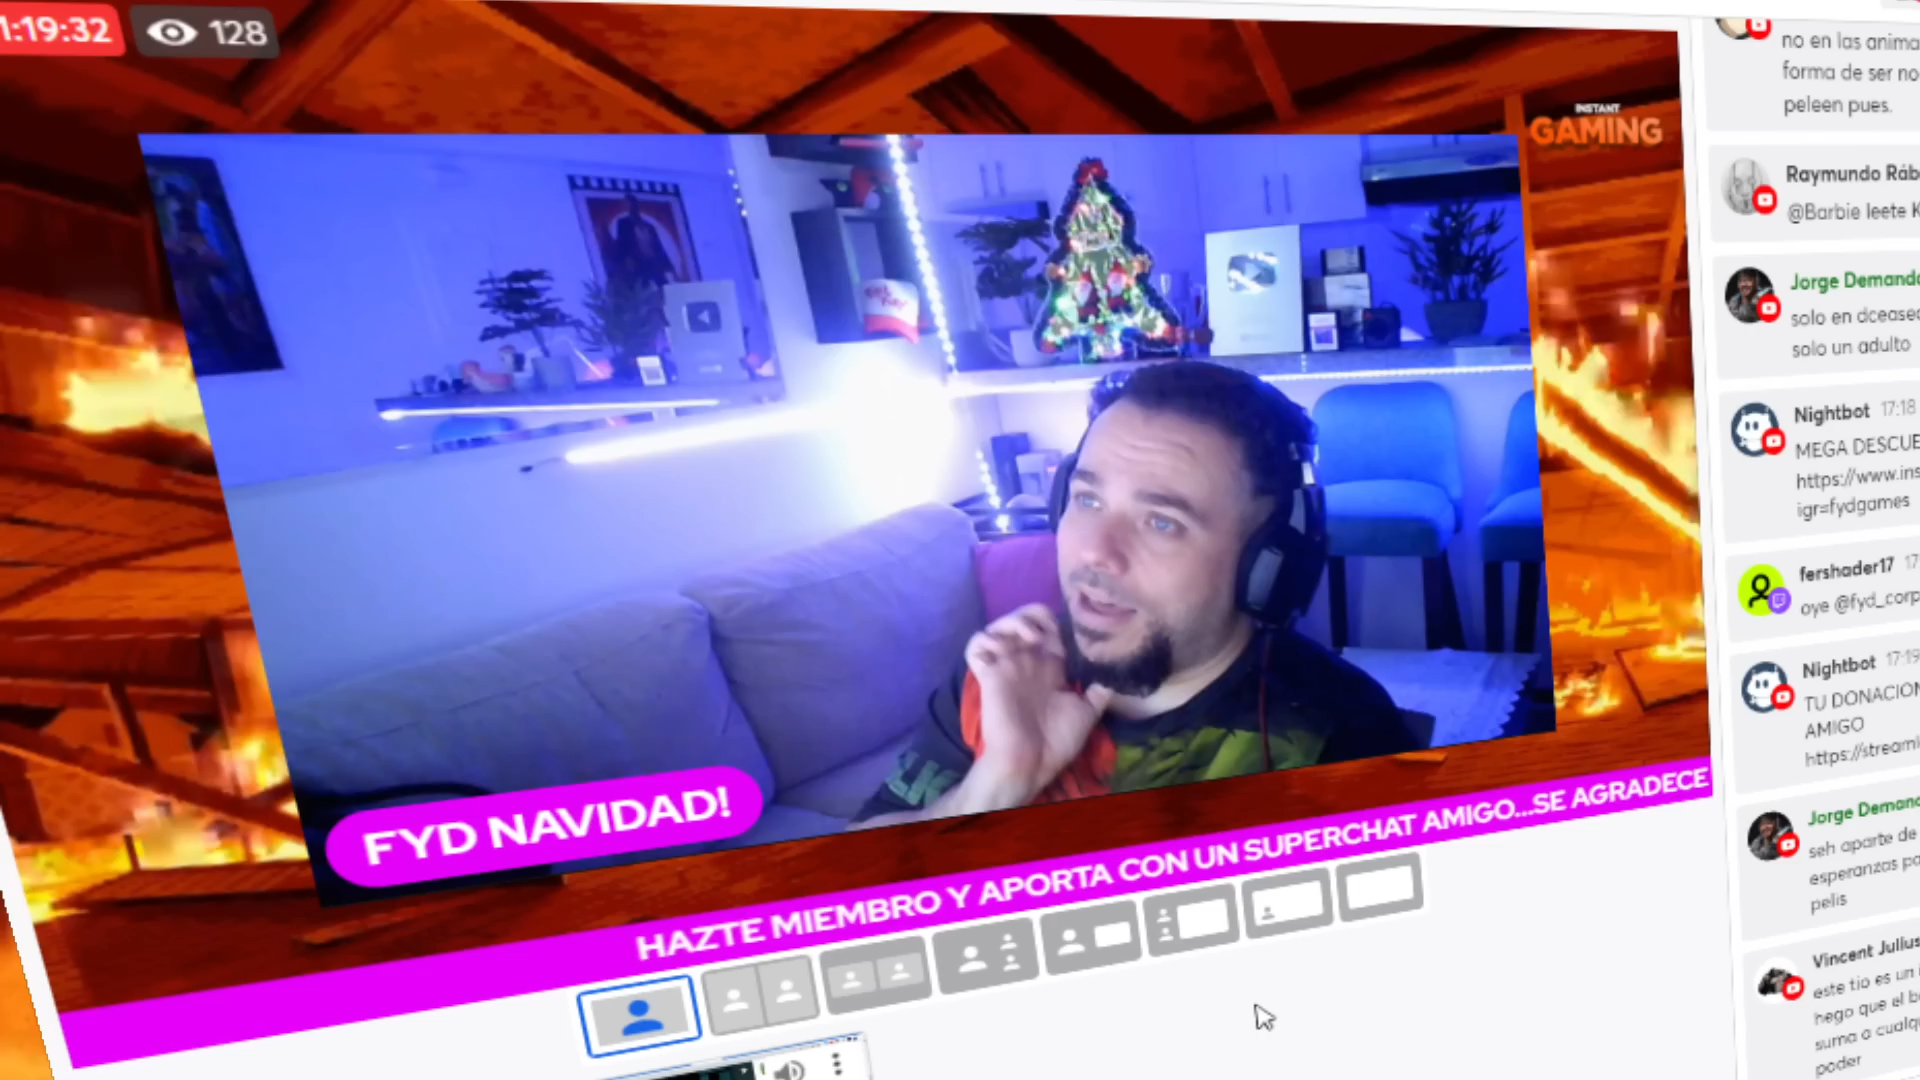 1:19:32
128
INSTANT
GAMING
FYD NAVIDAD!
HAZTE MIEMBRO Y APORTA CON UN SUPERCHAT AMIGO...SE AGRADECE
no en las anima
forma de ser no
peleen pues.
Raymundo Ráb
@Barbie leete K
Jorge Demand
solo en dcease
solo un adulto
Nightbot 17:18
MEGA DESCUE
https://www.ins
igr=fydgames
fershader17 17
oye @fyd_corp
Nightbot 17:19
TU DONACION
AMIGO
https://streaml
Jorge Demand
seh aparte de
esperanzas pa
pelis
Vincent Julius
este tio es un
hego que el b
suma a cualqu
poder